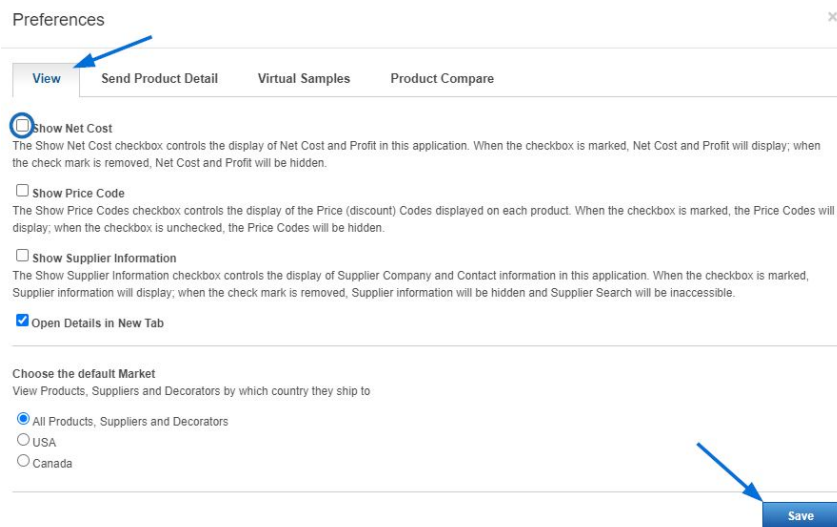 Preferences
×
View Send Product Detail Virtual Samples Product Compare
Show Net Cost
The Show Net Cost checkbox controls the display of Net Cost and Profit in this application. When the checkbox is marked, Net Cost and Profit will display; when
the check mark is removed, Net Cost and Profit will be hidden.
Show Price Code
The Show Price Codes checkbox controls the display of the Price (discount) Codes displayed on each product. When the checkbox is marked, the Price Codes will
display; when the checkbox is unchecked, the Price Codes will be hidden.
Show Supplier Information
The Show Supplier Information checkbox controls the display of Supplier Company and Contact information in this application. When the checkbox is marked,
Supplier information will display; when the check mark is removed, Supplier information will be hidden and Supplier Search will be inaccessible.
Open Details in New Tab
Choose the default Market
View Products, Suppliers and Decorators by which country they ship to
All Products, Suppliers and Decorators
USA
Canada
Save